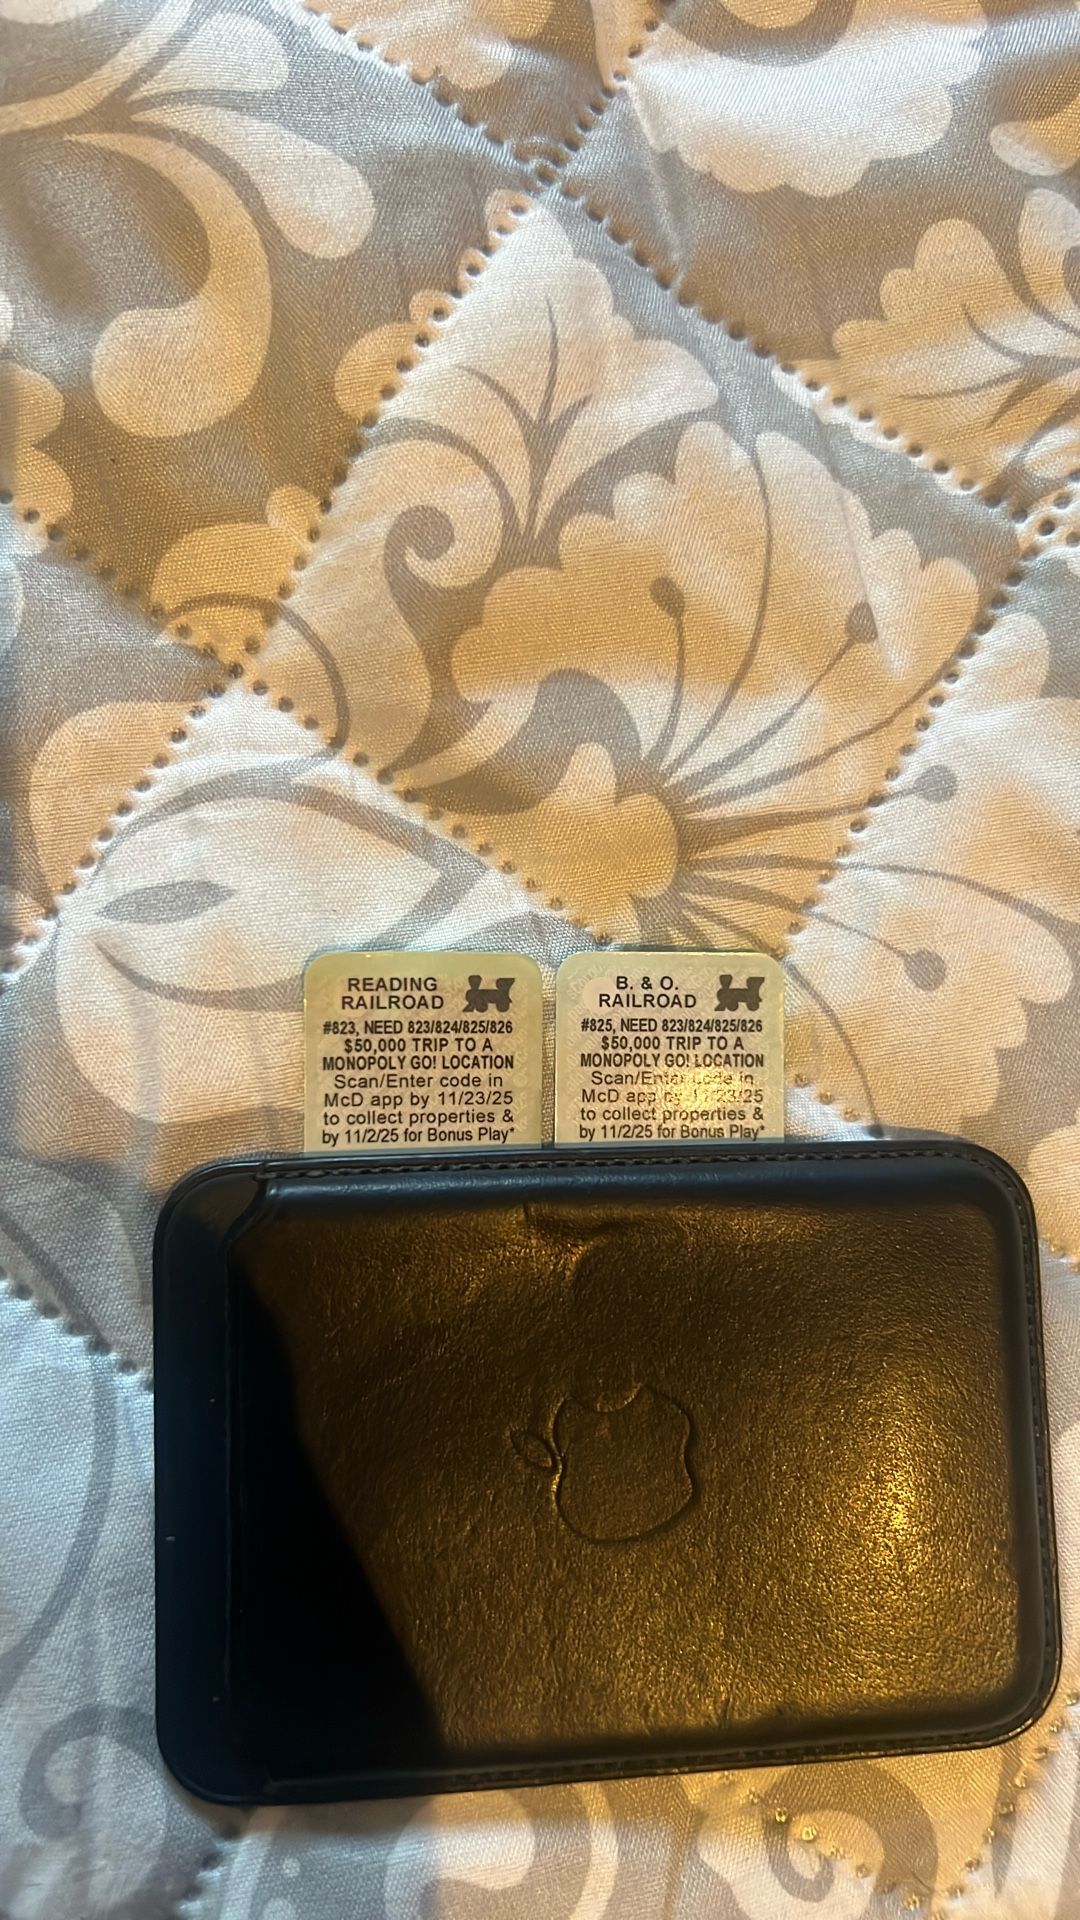 READING
RAILROAD
#823, NEED 823/824/825/826
$50,000 TRIP TO A
MONOPOLY GO! LOCATION
Scan/Enter code in
McD app by 11/23/25
to collect properties &
by 11/2/25 for Bonus Play*
B. & O.
RAILROAD
#825, NEED 823/824/825/826
$50,000 TRIP TO A
MONOPOLY GO! LOCATION
Scan/Enter code in
McD app by 11/23/25
to collect properties &
by 11/2/25 for Bonus Play*